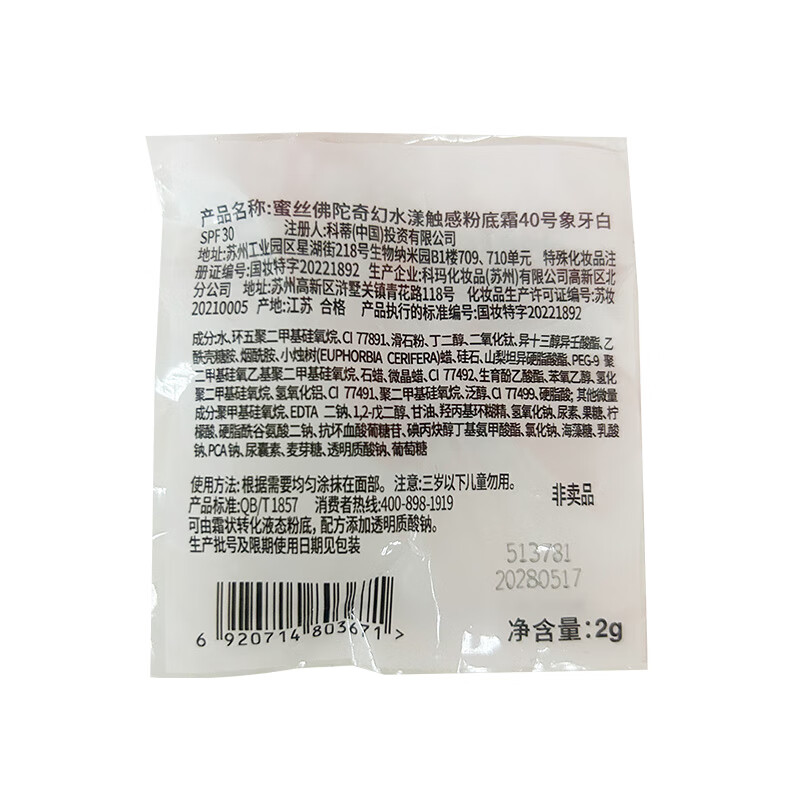 产品名称:蜜丝佛陀奇幻水漾触感粉底霜40号象牙白
SPF30 注册人:科蒂(中国)投资有限公司
地址:苏州工业园区星湖街218号生物纳米园B1楼709、710单元 特殊化妆品注
册证编号:国妆特字20221892 生产企业:科玛化妆品(苏州)有限公司高新区北
分公司 地址:苏州高新区浒墅关镇青花路118号 化妆品生产许可证编号:苏妆
20210005 产地:江苏 合格 产品执行的标准编号:国妆特字20221892
成分:水、环五聚二甲基硅氧烷、CI 77891、滑石粉、丁二醇、二氧化钛、异十三醇异壬酸酯、乙
酰壳糖胺、烟酰胺、小烛树(EUPHORBIA CERIFERA)蜡、硅石、山梨坦异硬脂酸酯、PEG-9 聚
二甲基硅氧乙基聚二甲基硅氧烷、石蜡、微晶蜡、CI 77492、生育酚乙酸酯、苯氧乙醇、氢化
聚二甲基硅氧烷、氢氧化铝、CI 77491、聚二甲基硅氧烷、泛醇、CI 77499、硬脂酸; 其他微量
成分聚甲基硅氧烷、EDTA 二钠、1,2-戊二醇、甘油、羟丙基环糊精、氢氧化钠、尿素、果糖、柠
檬酸、硬脂酰谷氨酸二钠、抗坏血酸葡糖苷、碘丙炔醇丁基氨甲酸酯、氯化钠、海藻糖、乳酸
钠、PCA 钠、尿囊素、麦芽糖、透明质酸钠、葡萄糖
使用方法:根据需要均匀涂抹在面部。 注意:三岁以下儿童勿用。
产品标准:QB/T 1857 消费者热线:400-898-1919
可由霜状转化液态粉底，配方添加透明质酸钠。
生产批号及限期使用日期见包装
非卖品
513781
20280517
6 920714 803671 >
净含量:2g